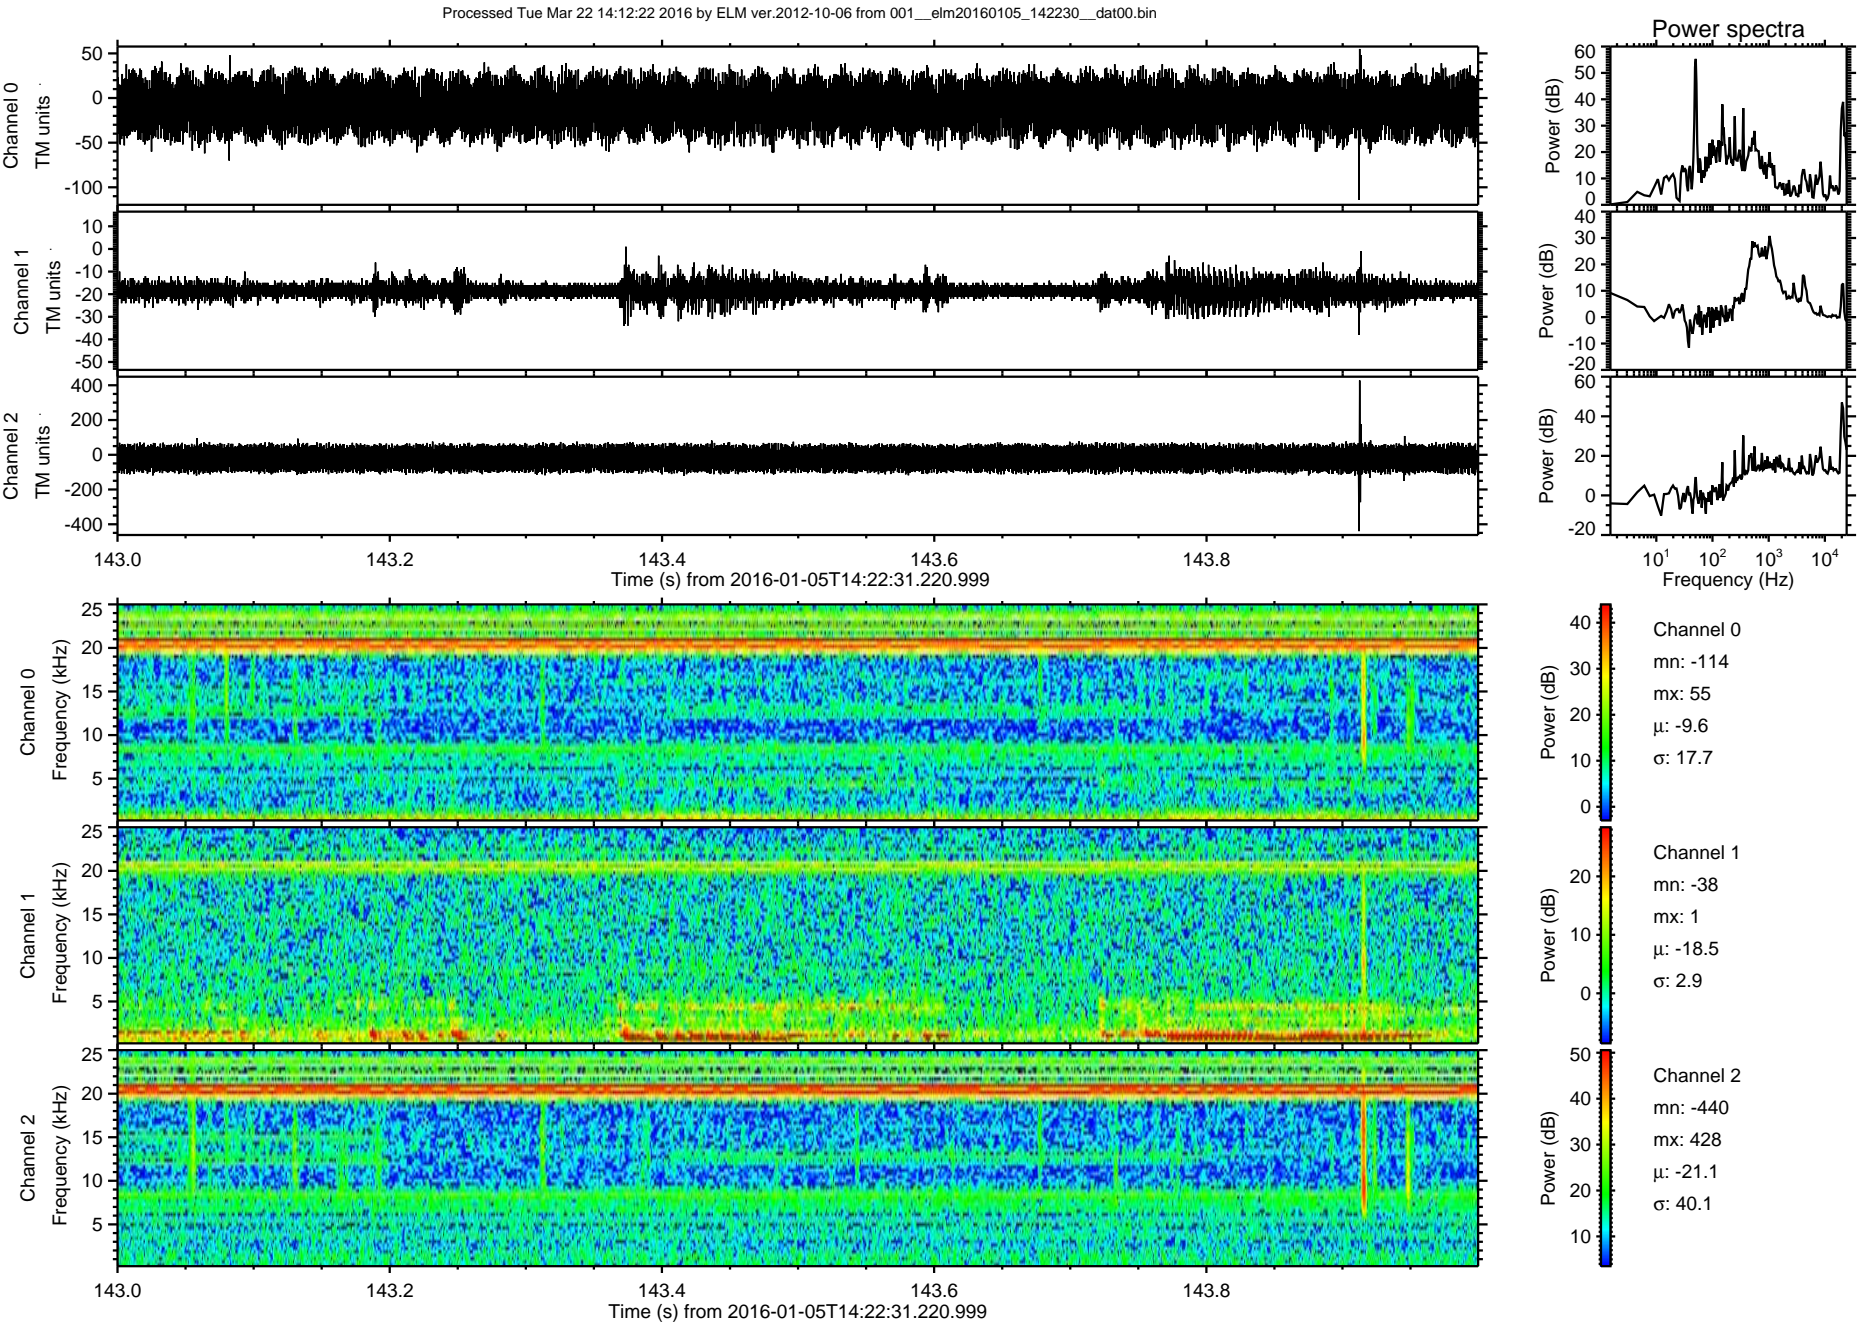 Processed Tue Mar 22 14:12:22 2016 by ELM ver.2012-10-06 from 001__elm20160105_142230__dat00.bin
Power spectra
Channel 0
TM units
50
0
-50
-100
Power (dB)
60
50
40
30
20
10
0
Channel 1
TM units
10
0
-10
-20
-30
-40
-50
Power (dB)
40
30
20
10
0
-10
-20
Channel 2
TM units
400
200
0
-200
-400
Power (dB)
60
40
20
0
-20
143.0 143.2 143.4 143.6 143.8
Time (s) from 2016-01-05T14:22:31.220.999
10¹ 10² 10³ 10⁴
Frequency (Hz)
Channel 0
Frequency (kHz)
25
20
15
10
5
Power (dB)
40
30
20
10
0
Channel 0
mn: -114
mx: 55
μ: -9.6
σ: 17.7
Channel 1
Frequency (kHz)
25
20
15
10
5
Power (dB)
20
10
0
Channel 1
mn: -38
mx: 1
μ: -18.5
σ: 2.9
Channel 2
Frequency (kHz)
25
20
15
10
5
Power (dB)
50
40
30
20
10
Channel 2
mn: -440
mx: 428
μ: -21.1
σ: 40.1
143.0 143.2 143.4 143.6 143.8
Time (s) from 2016-01-05T14:22:31.220.999